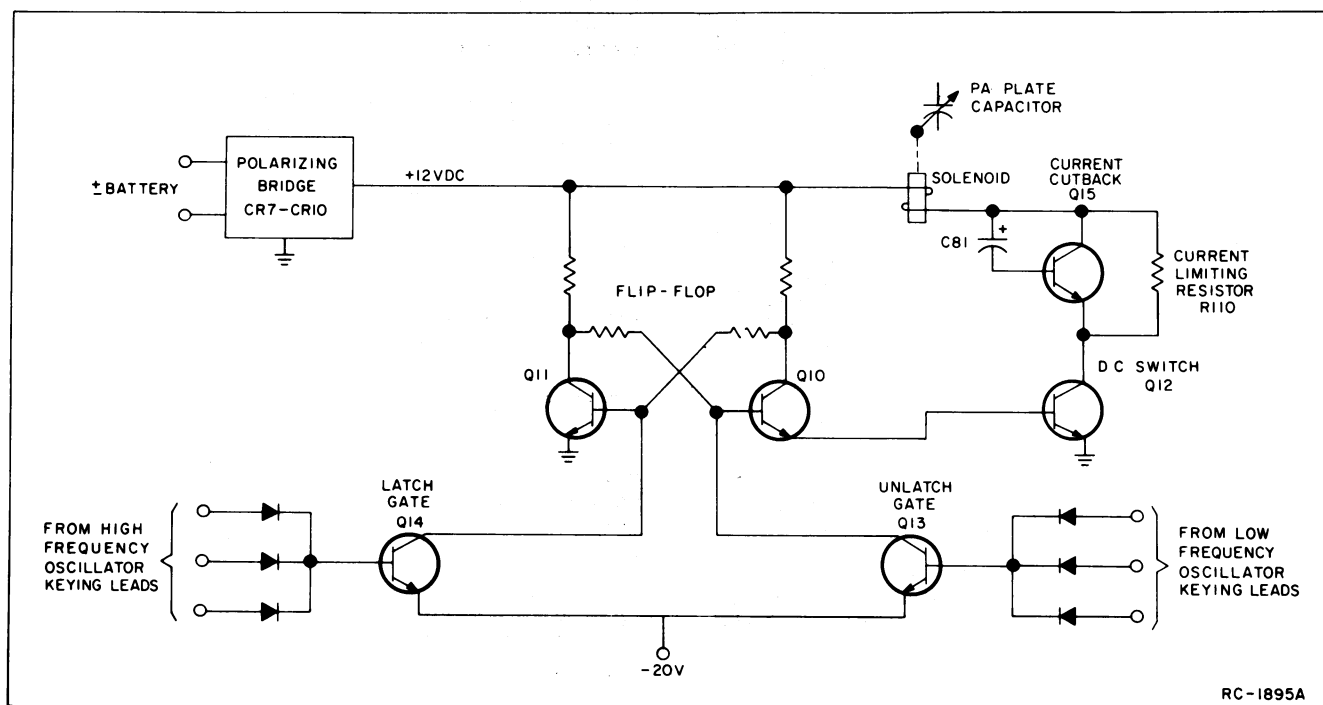 PA PLATE
CAPACITOR
POLARIZING
BRIDGE
CR7-CR10
± BATTERY
+12VDC
SOLENOID
CURRENT
CUTBACK
Q15
C81
+
CURRENT
LIMITING
RESISTOR
R110
FLIP-FLOP
Q11
Q10
DC SWITCH
Q12
LATCH
GATE
Q14
UNLATCH
GATE
Q13
FROM HIGH
FREQUENCY
OSCILLATOR
KEYING LEADS
FROM LOW
FREQUENCY
OSCILLATOR
KEYING LEADS
-20V
RC-1895A